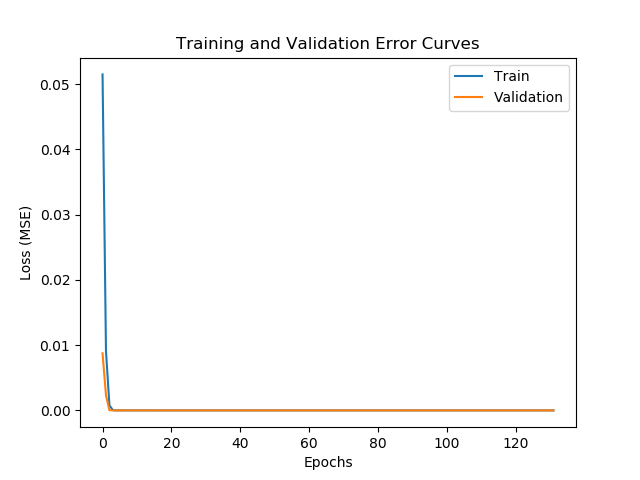 Training and Validation Error Curves
Train
Validation
0.05
0.04
0.03
0.02
0.01
0.00
Loss (MSE)
0 20 40 60 80 100 120
Epochs